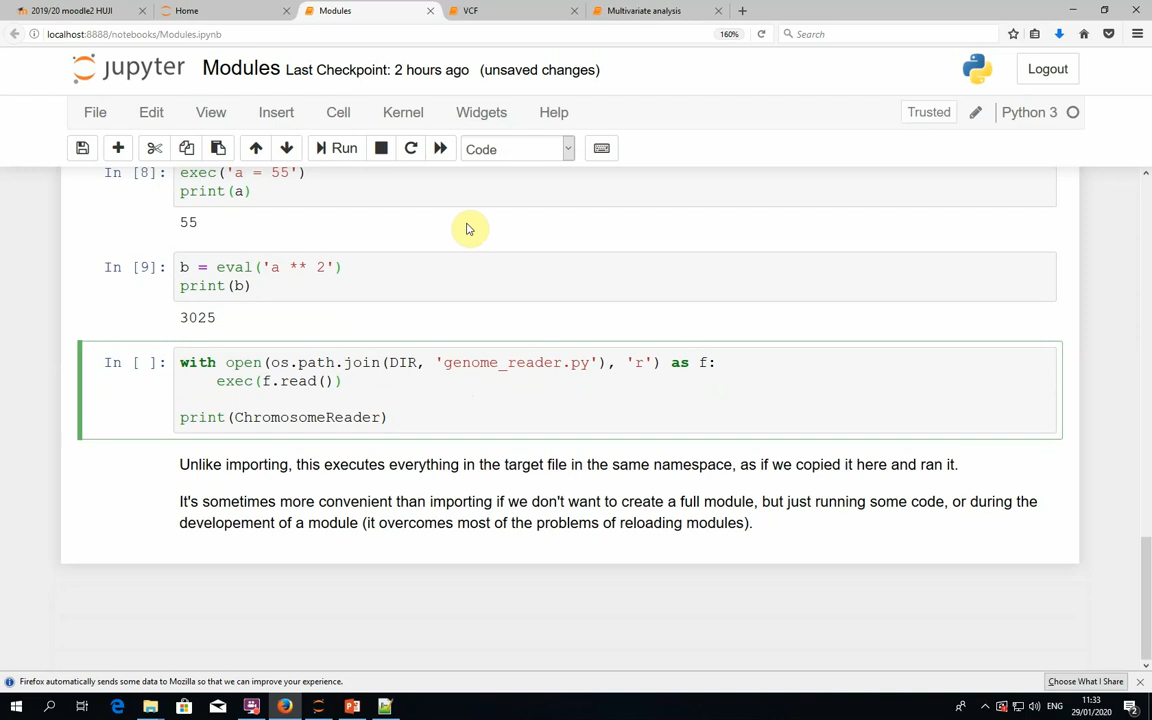 2019/20 moodle2 HUJI
Home
Modules
VCF
Multivariate analysis
localhost:8888/notebooks/Modules.ipynb
160%
Search
jupyter
Modules Last Checkpoint: 2 hours ago (unsaved changes)
Logout
File Edit View Insert Cell Kernel Widgets Help
Trusted
Python 3
Run
Code
In [8]: exec('a = 55')
print(a)
55
In [9]: b = eval('a ** 2')
print(b)
3025
In [ ]: with open(os.path.join(DIR, 'genome_reader.py'), 'r') as f:
exec(f.read())
print(ChromosomeReader)
Unlike importing, this executes everything in the target file in the same namespace, as if we copied it here and ran it.
It's sometimes more convenient than importing if we don't want to create a full module, but just running some code, or during the
developement of a module (it overcomes most of the problems of reloading modules).
Firefox automatically sends some data to Mozilla so that we can improve your experience.
Choose What I Share
ENG
11:33
29/01/2020
2